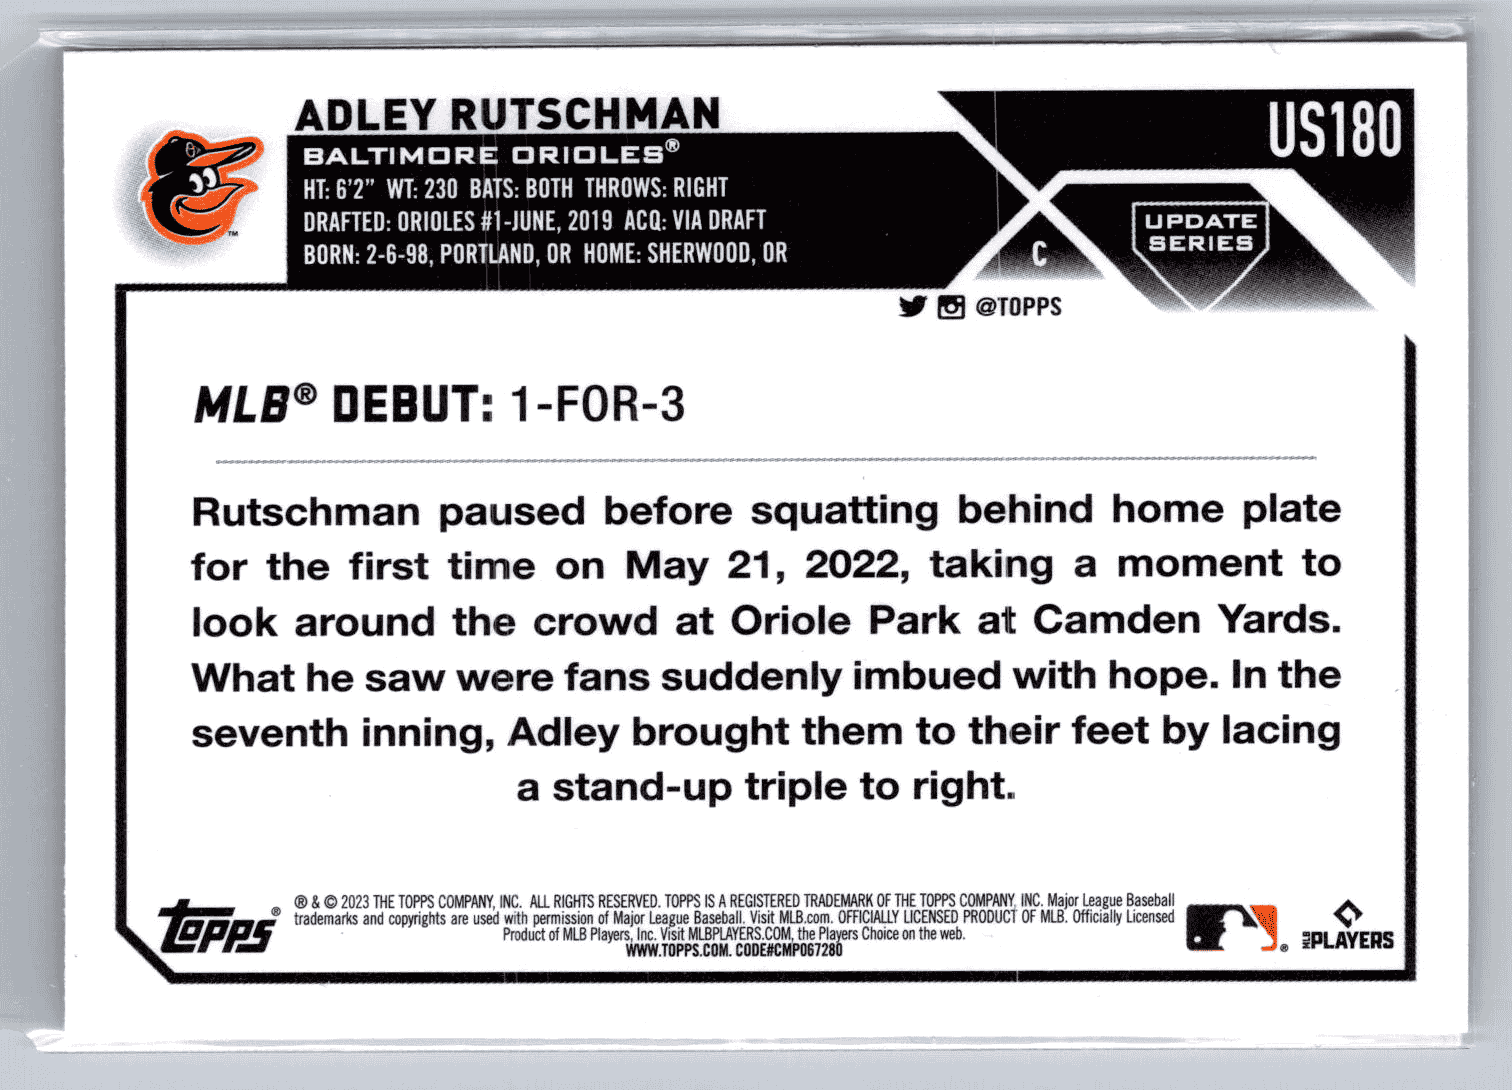 ADLEY RUTSCHMAN
US180
BALTIMORE ORIOLES®
HT: 6'2" WT: 230 BATS: BOTH THROWS: RIGHT
DRAFTED: ORIOLES #1-JUNE, 2019 ACQ: VIA DRAFT
BORN: 2-6-98, PORTLAND, OR HOME: SHERWOOD, OR
C
UPDATE
SERIES
@TOPPS
MLB® DEBUT: 1-FOR-3
Rutschman paused before squatting behind home plate
for the first time on May 21, 2022, taking a moment to
look around the crowd at Oriole Park at Camden Yards.
What he saw were fans suddenly imbued with hope. In the
seventh inning, Adley brought them to their feet by lacing
a stand-up triple to right.
TOPPS®
® & © 2023 THE TOPPS COMPANY, INC. ALL RIGHTS RESERVED. TOPPS IS A REGISTERED TRADEMARK OF THE TOPPS COMPANY, INC. Major League Baseball
trademarks and copyrights are used with permission of Major League Baseball. Visit MLB.com. OFFICIALLY LICENSED PRODUCT OF MLB. Officially Licensed
Product of MLB Players, Inc. Visit MLBPLAYERS.COM, the Players Choice on the web.
WWW.TOPPS.COM. CODE#CMP067280
®
MLB PLAYERS